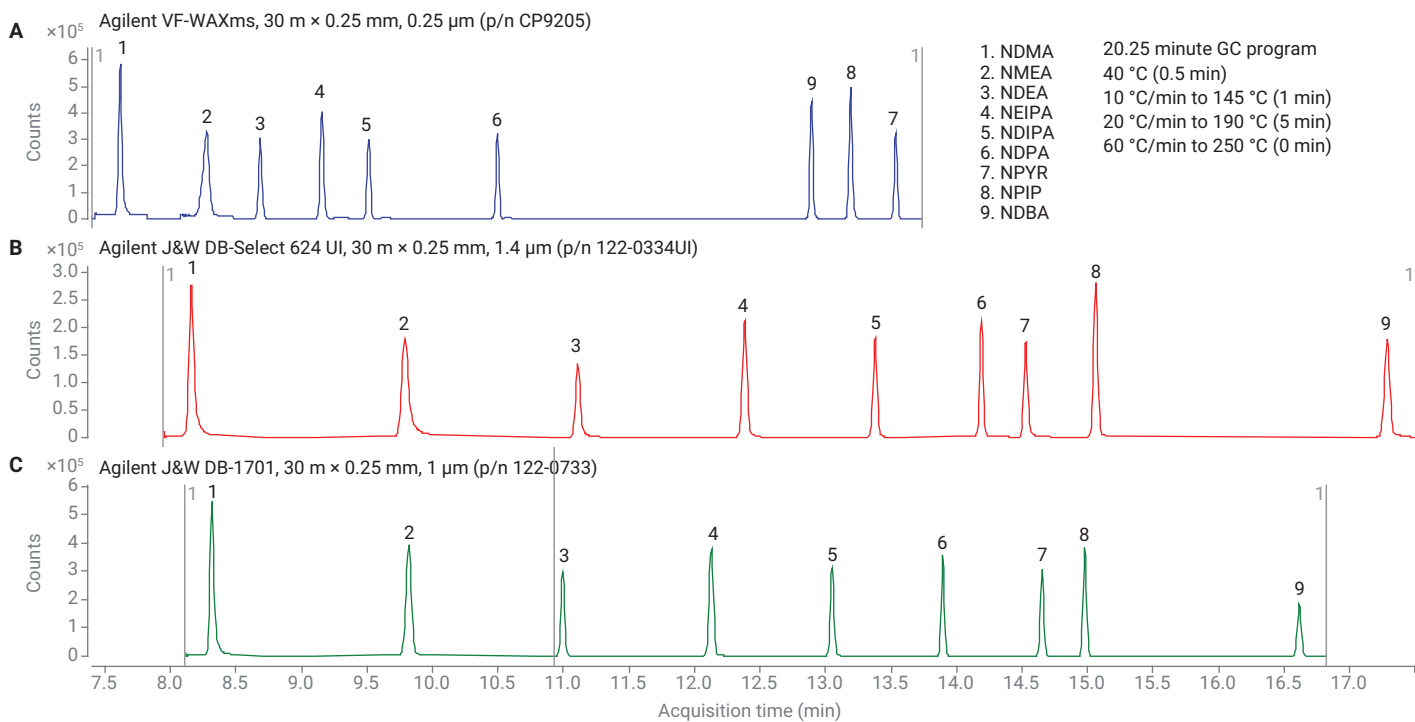 A
×10⁵
Agilent VF-WAXms, 30 m × 0.25 mm, 0.25 µm (p/n CP9205)
Counts
6
5
4
3
2
1
0
1
1
2
3
4
5
6
9
8
7
1
1. NDMA
2. NMEA
3. NDEA
4. NEIPA
5. NDIPA
6. NDPA
7. NPYR
8. NPIP
9. NDBA
20.25 minute GC program
40 °C (0.5 min)
10 °C/min to 145 °C (1 min)
20 °C/min to 190 °C (5 min)
60 °C/min to 250 °C (0 min)
B
×10⁵
Agilent J&W DB-Select 624 UI, 30 m × 0.25 mm, 1.4 µm (p/n 122-0334UI)
Counts
3.0
2.5
2.0
1.5
1.0
0.5
0
1
1
2
3
4
5
6
7
8
9
1
C
×10⁵
Agilent J&W DB-1701, 30 m × 0.25 mm, 1 µm (p/n 122-0733)
Counts
6
5
4
3
2
1
0
1
1
2
3
4
5
6
7
8
9
1
7.5 8.0 8.5 9.0 9.5 10.0 10.5 11.0 11.5 12.0 12.5 13.0 13.5 14.0 14.5 15.0 15.5 16.0 16.5 17.0
Acquisition time (min)